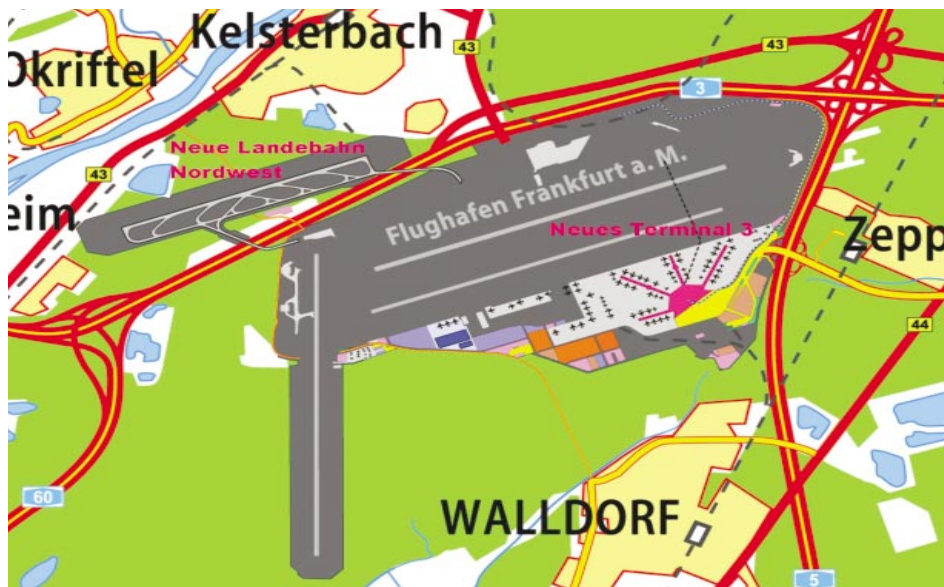 Kelsterbach
Okriftel
43
43
3
Neue Landebahn
Nordwest
43
Flughafen Frankfurt a. M.
eim
Neues Terminal 3
Zepp
44
60
WALLDORF
5